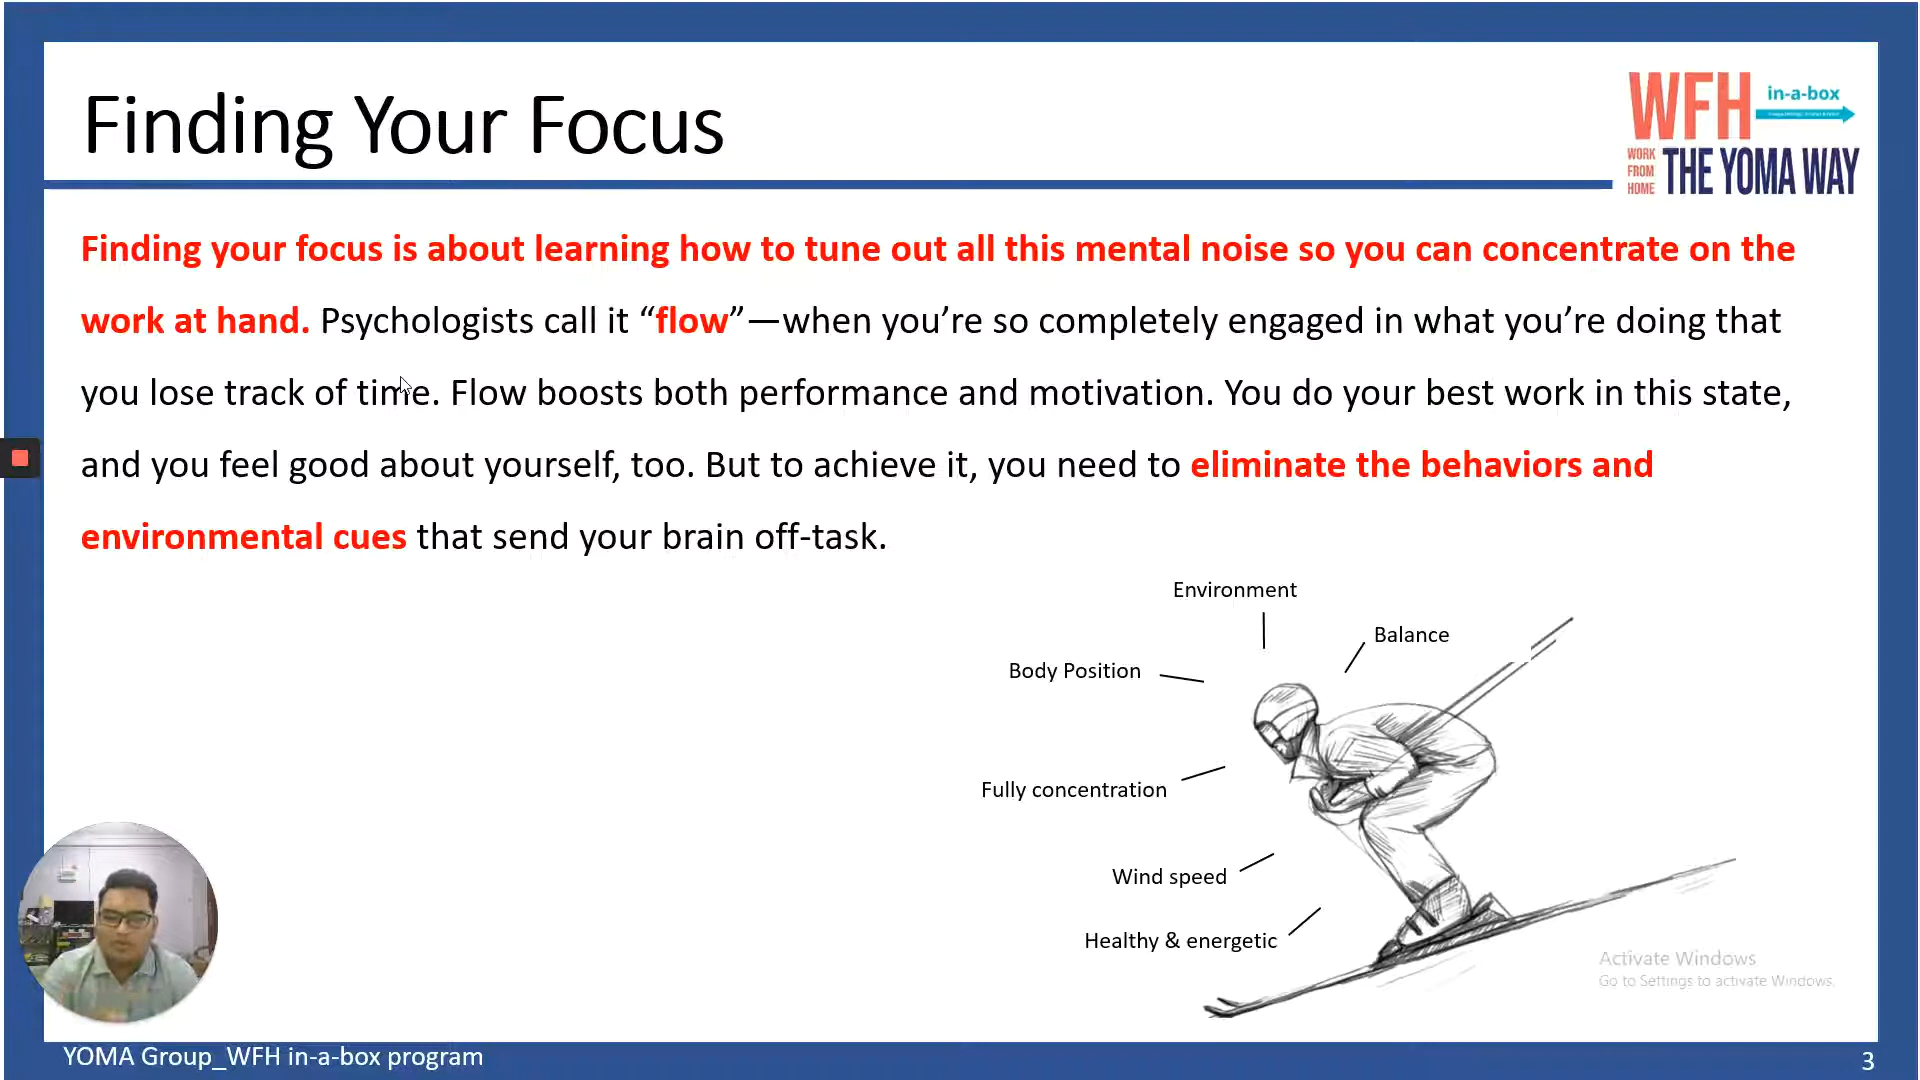 Finding Your Focus
WFH
in-a-box
WORK
FROM
HOME
THE YOMA WAY
Finding your focus is about learning how to tune out all this mental noise so you can concentrate on the
work at hand. Psychologists call it “flow”—when you’re so completely engaged in what you’re doing that
you lose track of time. Flow boosts both performance and motivation. You do your best work in this state,
and you feel good about yourself, too. But to achieve it, you need to eliminate the behaviors and
environmental cues that send your brain off-task.
Environment
Balance
Body Position
Fully concentration
Wind speed
Healthy & energetic
Activate Windows
Go to Settings to activate Windows.
YOMA Group_WFH in-a-box program
3